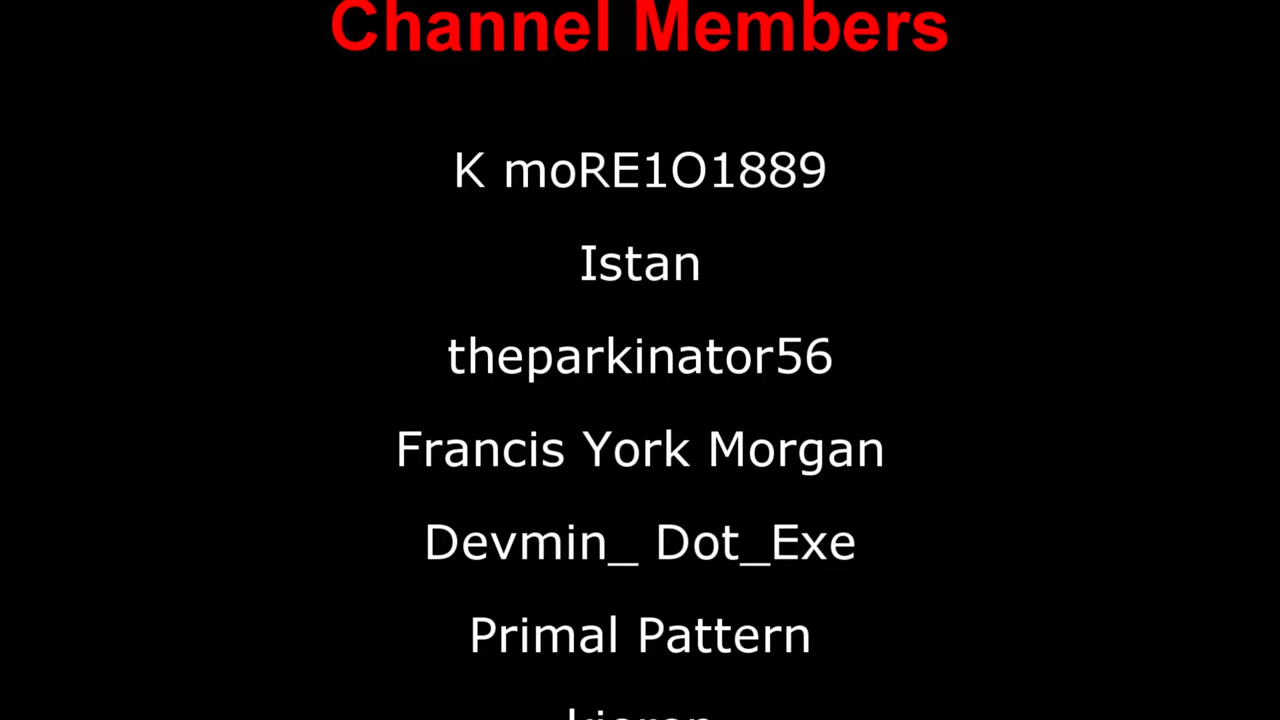 Channel Members
K moRE1O1889
Istan
theparkinator56
Francis York Morgan
Devmin_ Dot_Exe
Primal Pattern